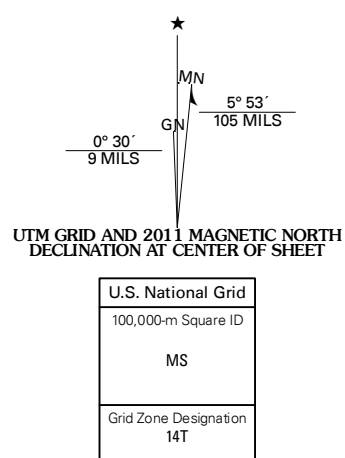 ★
MN
GN
5° 53´
105 MILS
0° 30´
9 MILS
UTM GRID AND 2011 MAGNETIC NORTH
DECLINATION AT CENTER OF SHEET
U.S. National Grid
100,000-m Square ID
MS
Grid Zone Designation
14T